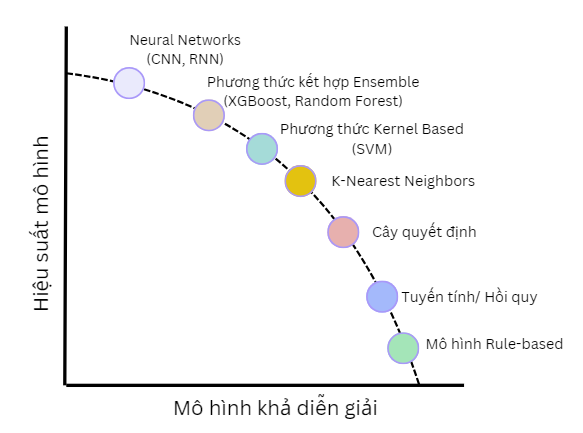 Neural Networks
(CNN, RNN)
Phương thức kết hợp Ensemble
(XGBoost, Random Forest)
Phương thức Kernel Based
(SVM)
K-Nearest Neighbors
Cây quyết định
Tuyến tính/ Hồi quy
Mô hình Rule-based
Hiệu suất mô hình
Mô hình khả diễn giải